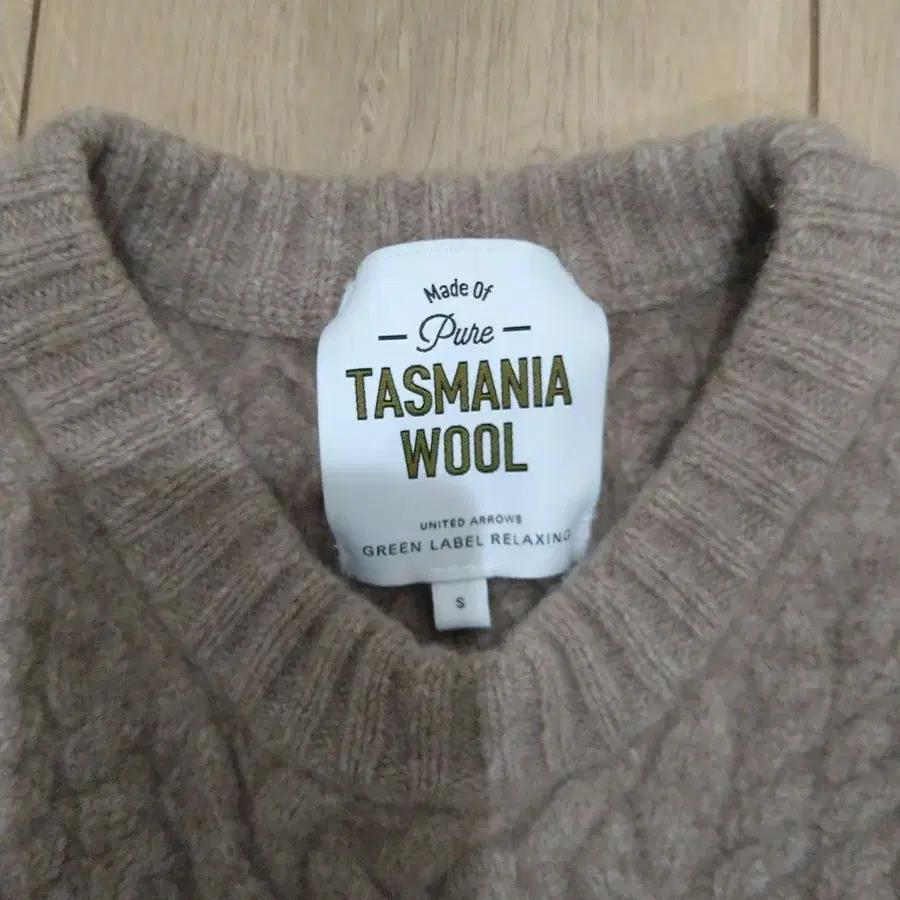 Made Of
Pure
TASMANIA
WOOL
UNITED ARROWS
GREEN LABEL RELAXING
S